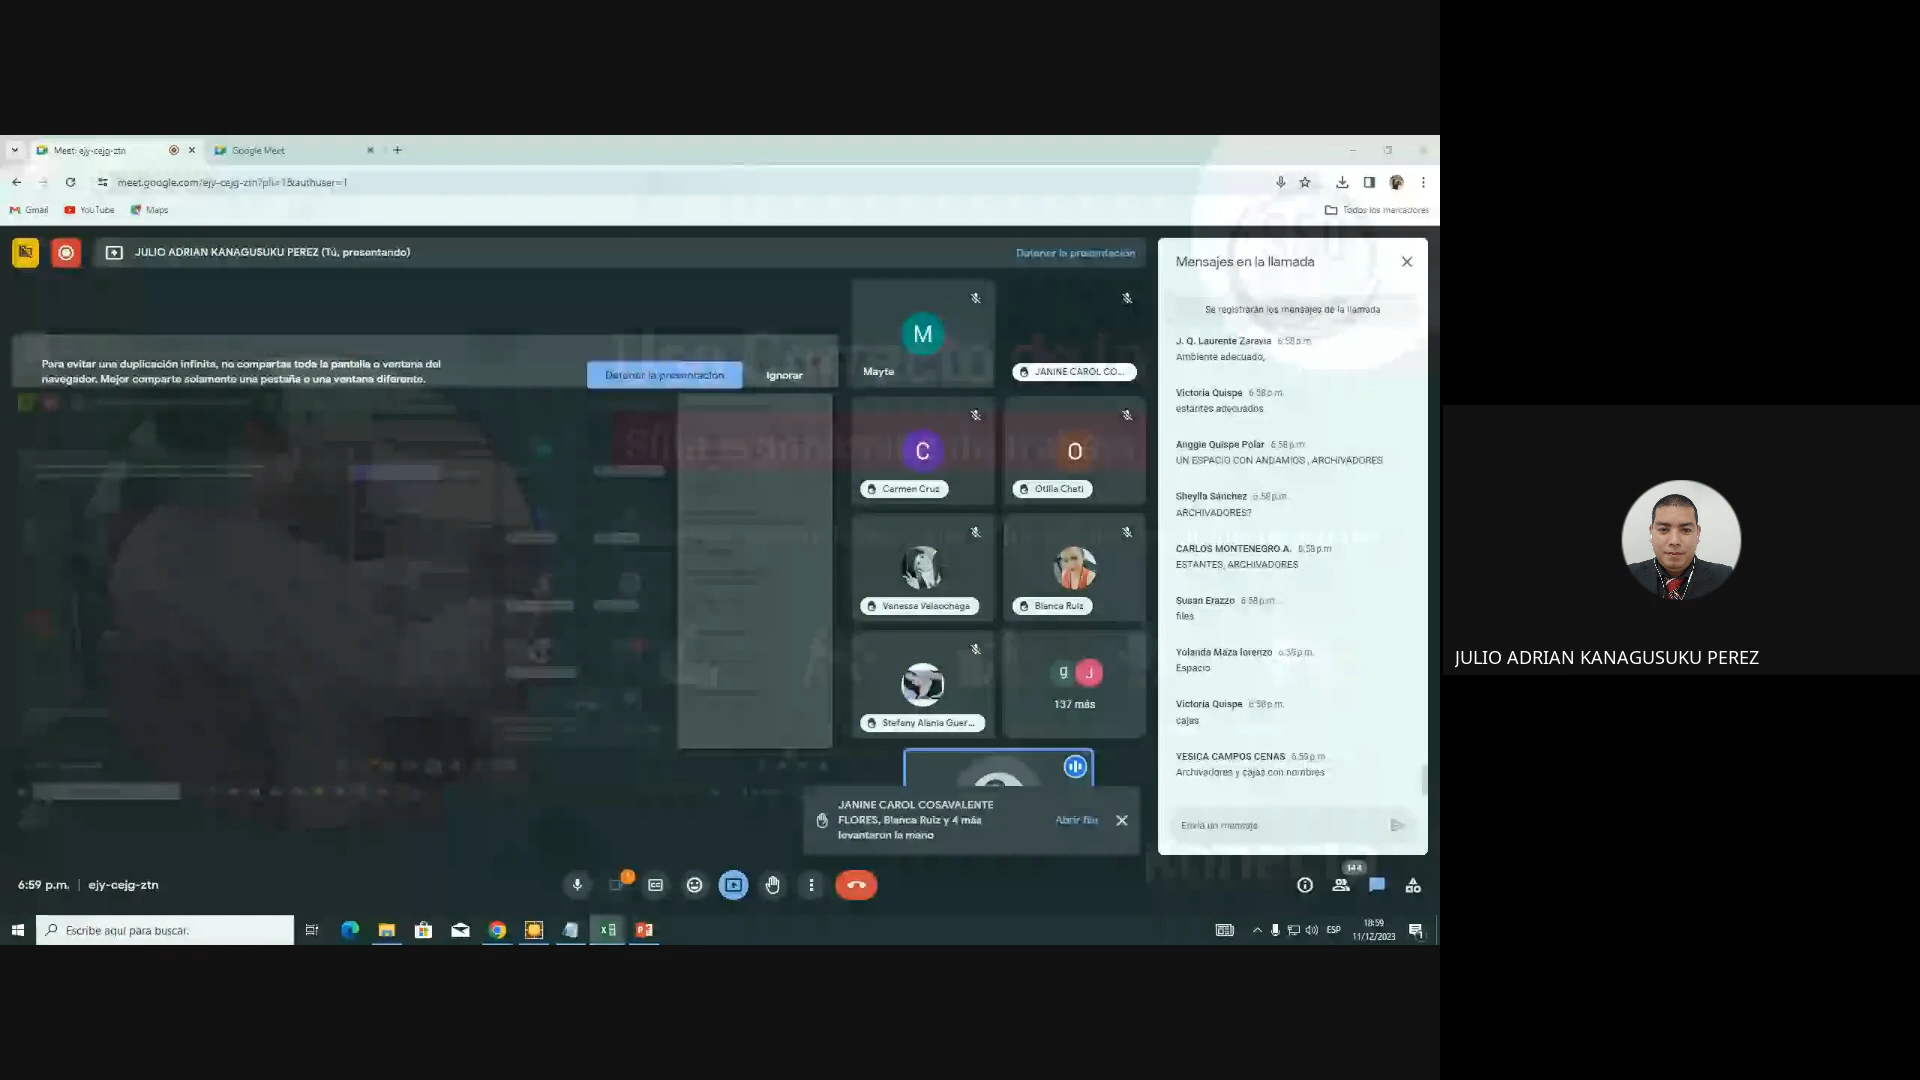 Meet: ejy-cejg-ztn
Google Meet
meet.google.com/ejy-cejg-ztn?pli=1&authuser=1
Gmail
YouTube
Maps
Todos los marcadores
JULIO ADRIAN KANAGUSUKU PEREZ (Tú, presentando)
Detener la presentación
Para evitar una duplicación infinita, no compartas toda la pantalla o ventana del
navegador. Mejor comparte solamente una pestaña o una ventana diferente.
Detener la presentación
Ignorar
M
Mayte
JANINE CAROL CO...
C
Carmen Cruz
O
Otilia Chati
Vanessa Velaochaga
Blanca Ruiz
Stefany Alania Guer...
g
J
137 más
JANINE CAROL COSAVALENTE
FLORES, Blanca Ruiz y 4 más
levantaron la mano
Abrir fila
Mensajes en la llamada
Se registrarán los mensajes de la llamada
J. Q. Laurente Zaravia 6:58 p.m.
Ambiente adecuado,
Victoria Quispe 6:58 p.m.
estantes adecuados
Anggie Quispe Polar 6:58 p.m.
UN ESPACIO CON ANDAMIOS , ARCHIVADORES
Sheylla Sánchez 6:58 p.m.
ARCHIVADORES?
CARLOS MONTENEGRO A. 6:58 p.m.
ESTANTES, ARCHIVADORES
Susan Erazzo 6:58 p.m.
files
Yolanda Maza lorenzo 6:58 p.m.
Espacio
Victoria Quispe 6:58 p.m.
cajas
YESICA CAMPOS CENAS 6:59 p.m.
Archivadores y cajas con nombres
Envía un mensaje
6:59 p.m. | ejy-cejg-ztn
144
Escribe aquí para buscar.
ESP
18:59
11/12/2023
JULIO ADRIAN KANAGUSUKU PEREZ